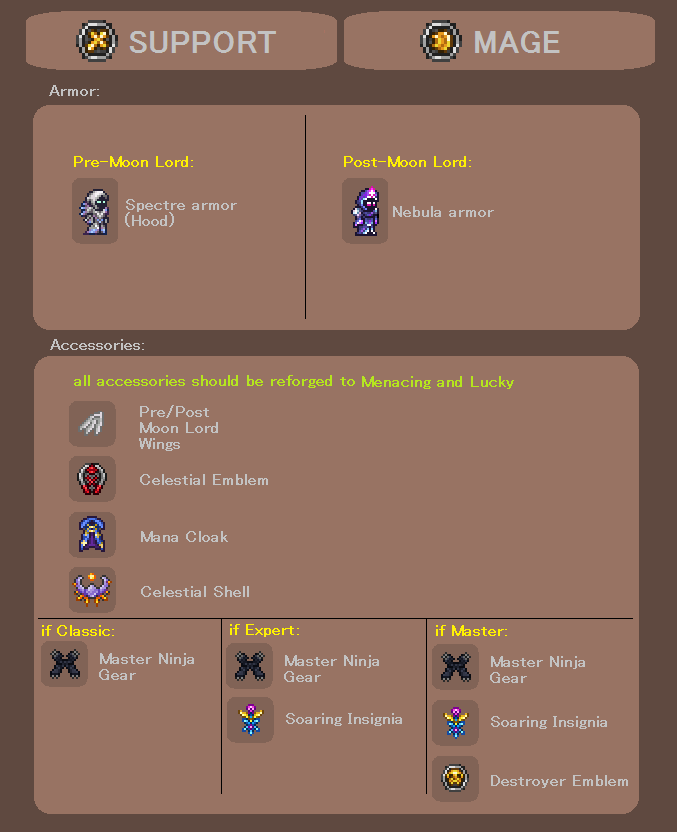 SUPPORT
MAGE
Armor:
Pre-Moon Lord:
Spectre armor
(Hood)
Post-Moon Lord:
Nebula armor
Accessories:
all accessories should be reforged to Menacing and Lucky
Pre/Post
Moon Lord
Wings
Celestial Emblem
Mana Cloak
Celestial Shell
if Classic:
Master Ninja
Gear
if Expert:
Master Ninja
Gear
Soaring Insignia
if Master:
Master Ninja
Gear
Soaring Insignia
Destroyer Emblem